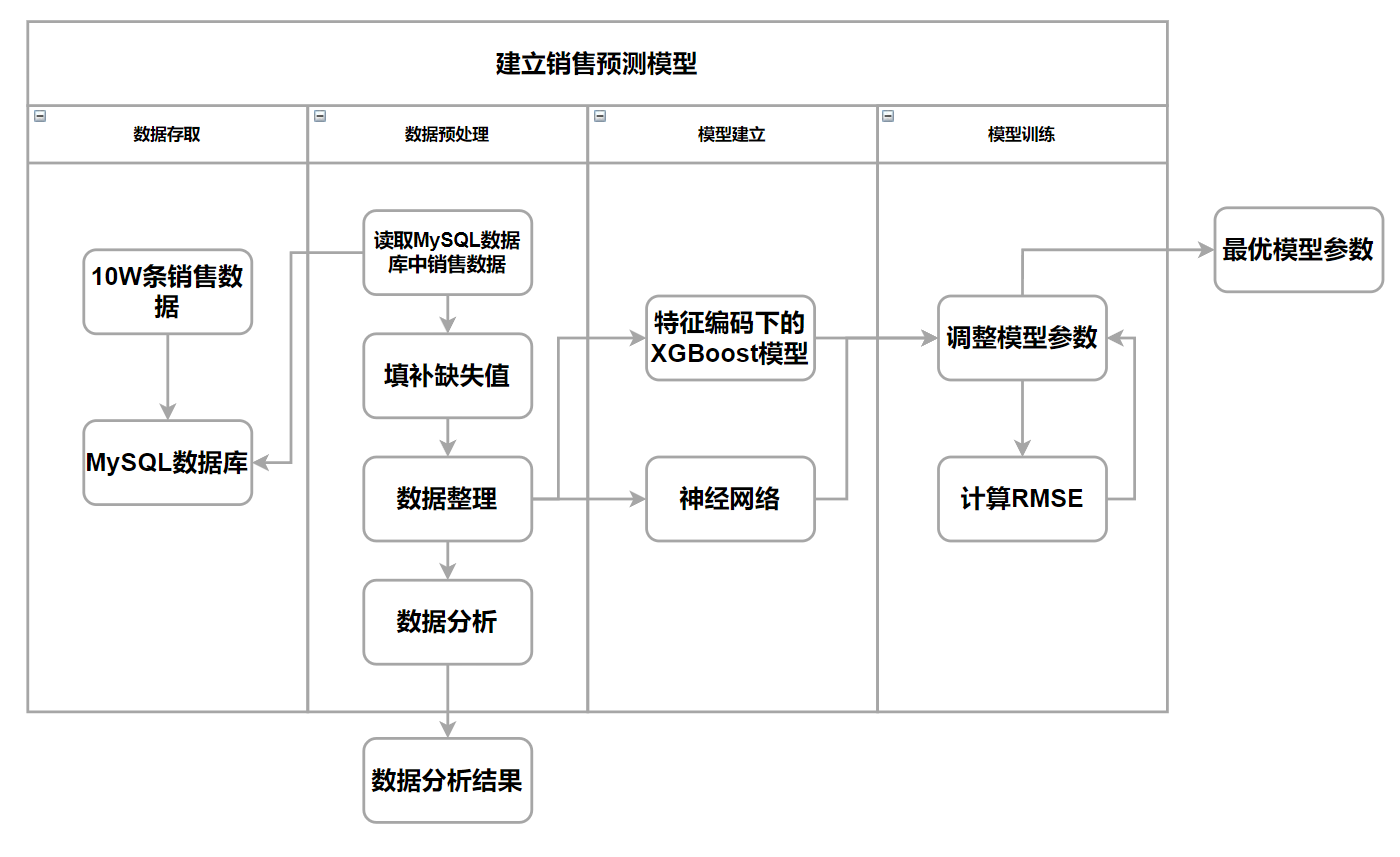 建立销售预测模型
数据存取
数据预处理
模型建立
模型训练
10W条销售数
据
MySQL数据库
读取MySQL数据
库中销售数据
填补缺失值
数据整理
数据分析
数据分析结果
特征编码下的
XGBoost模型
神经网络
调整模型参数
计算RMSE
最优模型参数